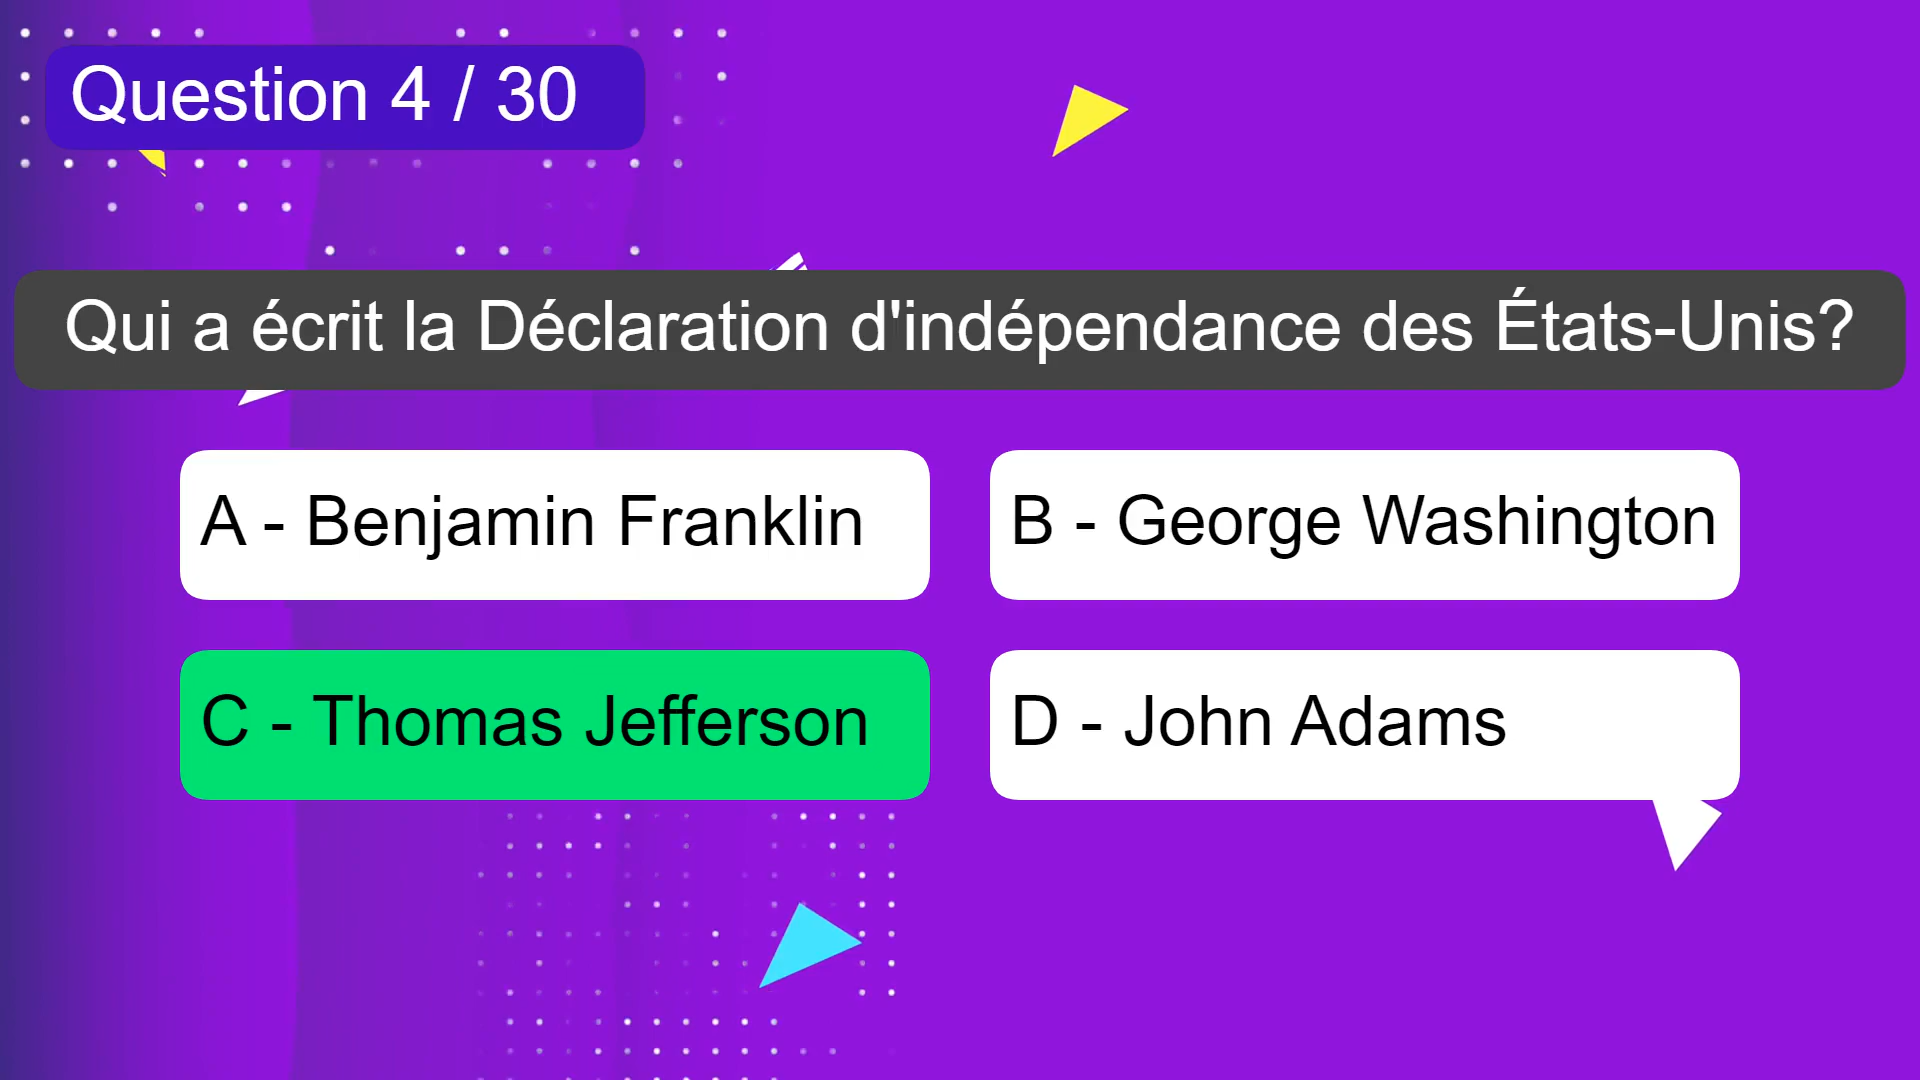 Question 4 / 30
Qui a écrit la Déclaration d'indépendance des États-Unis?
A - Benjamin Franklin
B - George Washington
C - Thomas Jefferson
D - John Adams